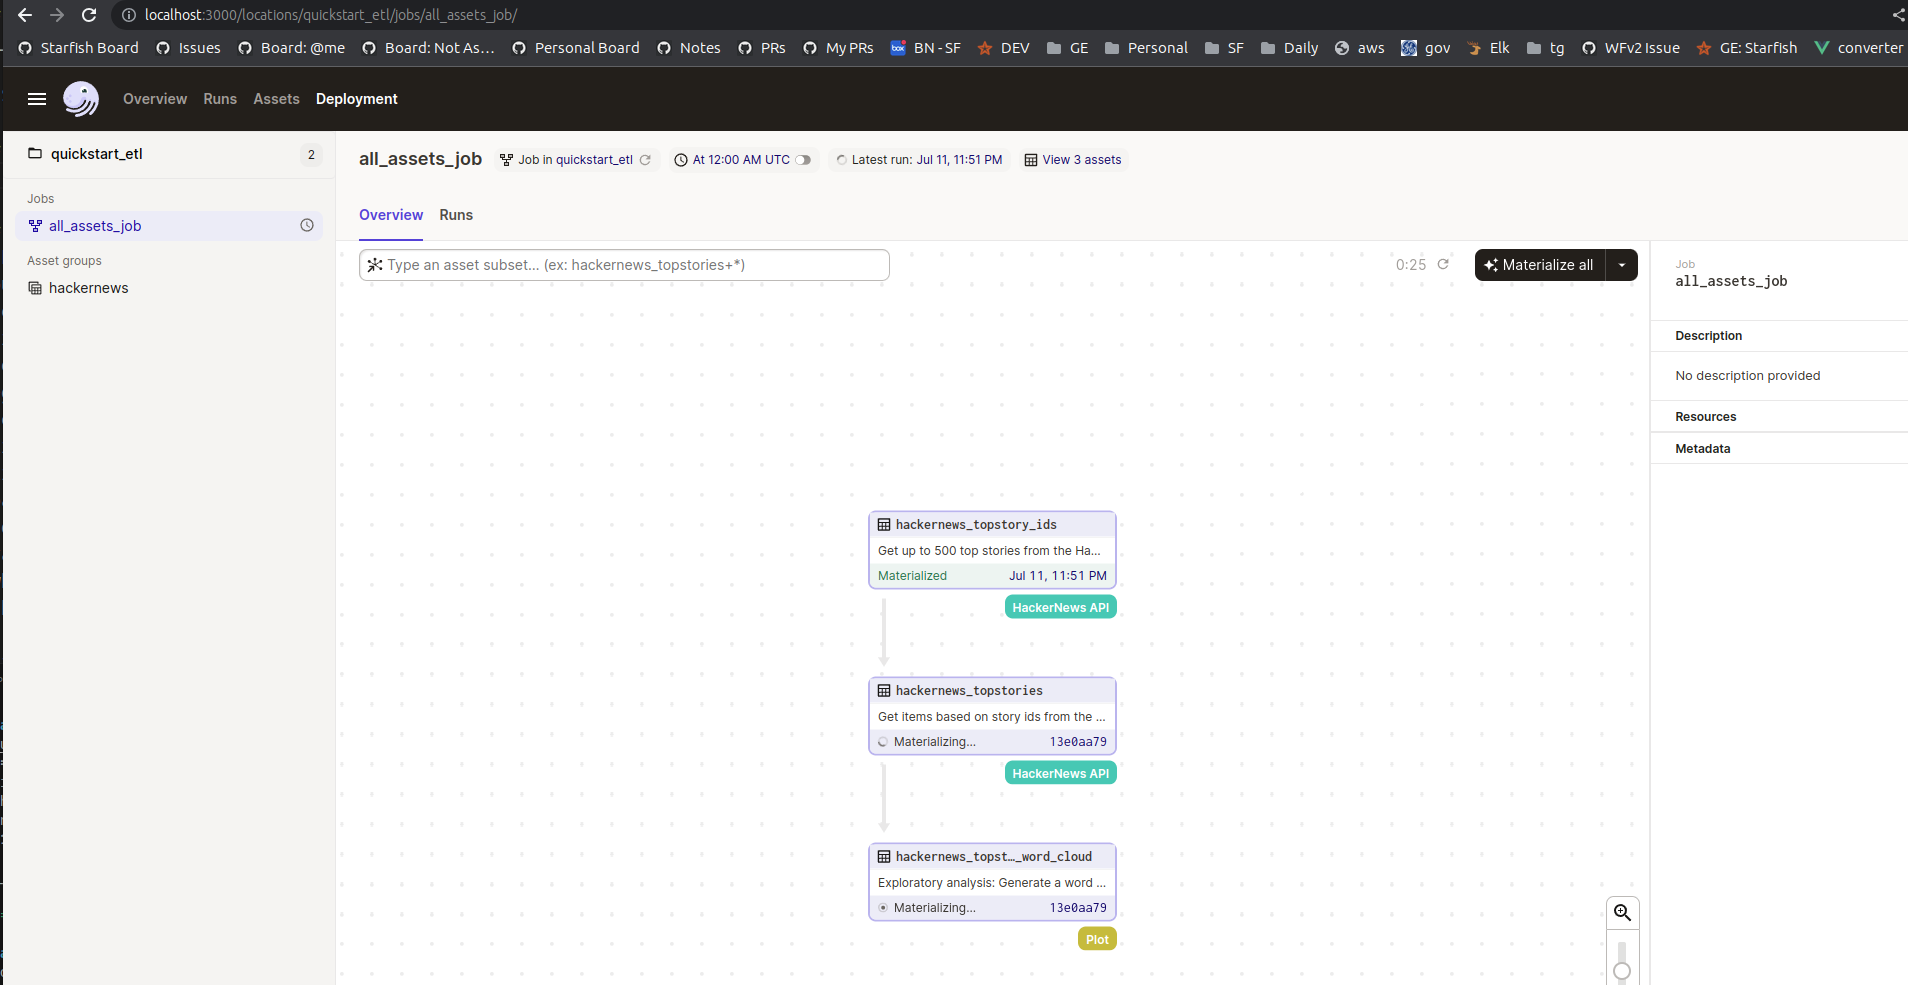 localhost:3000/locations/quickstart_etl/jobs/all_assets_job/
Starfish Board Issues Board: @me Board: Not As... Personal Board Notes PRs My PRs box BN - SF DEV GE Personal SF Daily aws gov Elk tg WFv2 Issue GE: Starfish converter
Overview Runs Assets Deployment
quickstart_etl 2
Jobs
all_assets_job
Asset groups
hackernews
all_assets_job Job in quickstart_etl At 12:00 AM UTC Latest run: Jul 11, 11:51 PM View 3 assets
Overview Runs
Type an asset subset... (ex: hackernews_topstories+*) 0:25 Materialize all
hackernews_topstory_ids
Get up to 500 top stories from the Ha...
Materialized Jul 11, 11:51 PM
HackerNews API
hackernews_topstories
Get items based on story ids from the ...
Materializing... 13e0aa79
HackerNews API
hackernews_topst…_word_cloud
Exploratory analysis: Generate a word ...
Materializing... 13e0aa79
Plot
Job
all_assets_job
Description
No description provided
Resources
Metadata